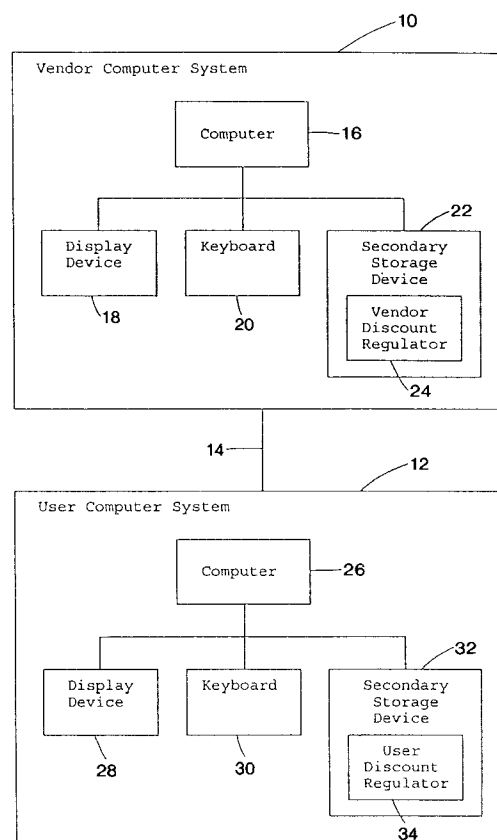 10
Vendor Computer System
Computer
16
22
Display
Device
18
Keyboard
20
Secondary
Storage
Device
Vendor
Discount
Regulator
24
14
12
User Computer System
Computer
26
32
Display
Device
28
Keyboard
30
Secondary
Storage
Device
User
Discount
Regulator
34